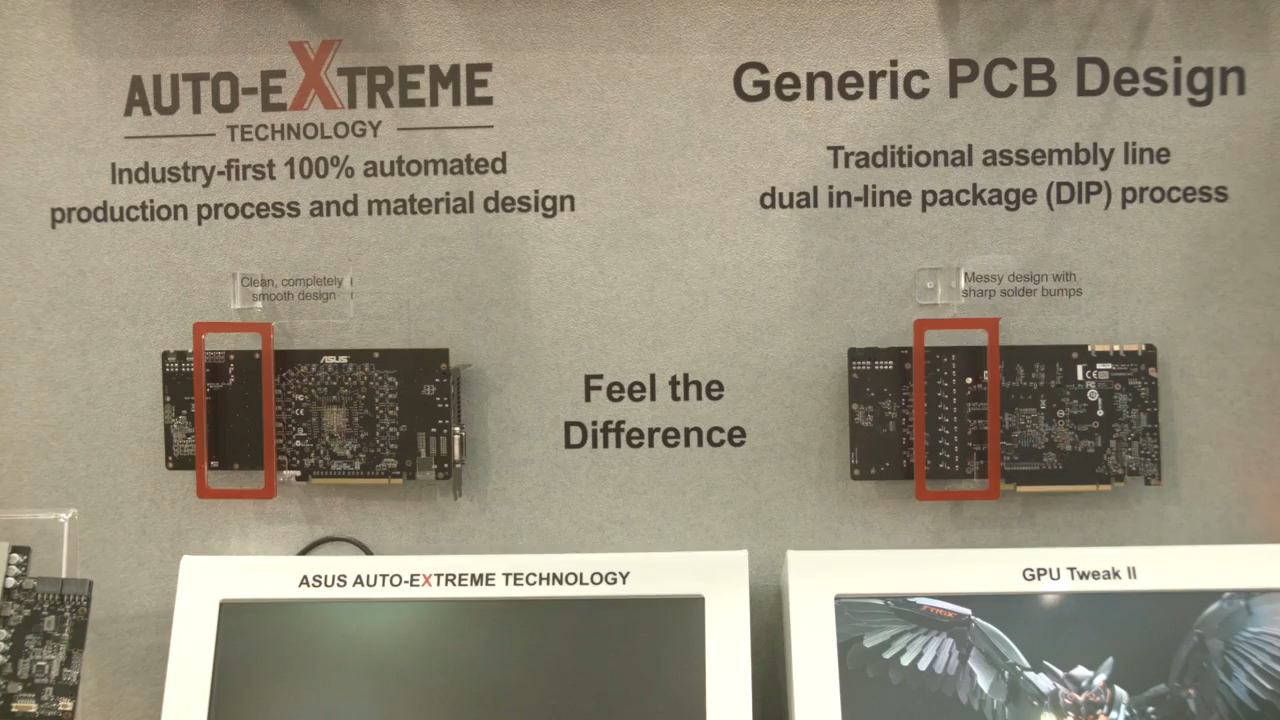 AUTO-EXTREME
TECHNOLOGY
Industry-first 100% automated
production process and material design
Generic PCB Design
Traditional assembly line
dual in-line package (DIP) process
Clean, completely
smooth design
Messy design with
sharp solder bumps
ASUS
Feel the
Difference
ASUS AUTO-EXTREME TECHNOLOGY
GPU Tweak II
STRIX